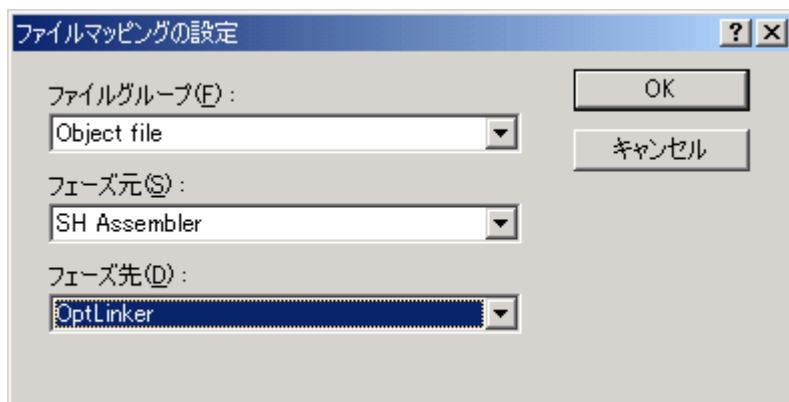 ファイルマッピングの設定
ファイルグループ(F):
Object file
フェーズ元(S):
SH Assembler
フェーズ先(D):
OptLinker
OK
キャンセル